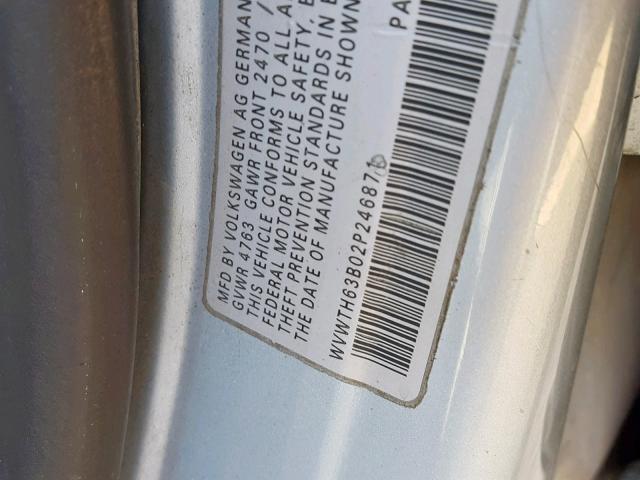 MFD BY VOLKSWAGEN AG GERMAN
GVWR 4763 GAWR FRONT 2470 /
THIS VEHICLE CONFORMS TO ALL A
FEDERAL MOTOR VEHICLE SAFETY, B
THEFT PREVENTION STANDARDS IN E
THE DATE OF MANUFACTURE SHOWN
WVWTH63B02P246871
PA